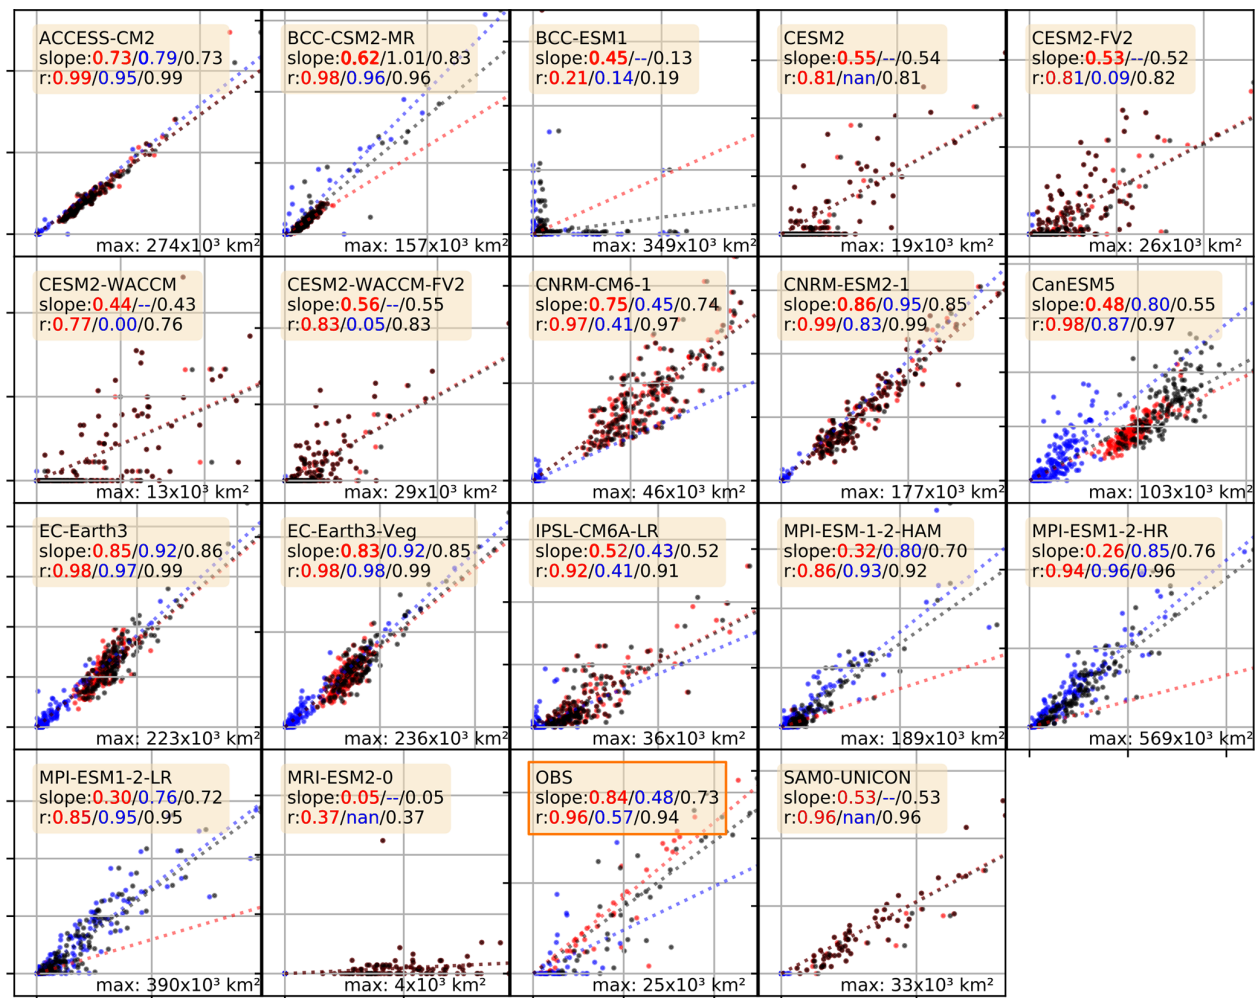 ACCESS-CM2
slope:0.73/0.79/0.73
r:0.99/0.95/0.99
max: 274x10³ km²
BCC-CSM2-MR
slope:0.62/1.01/0.83
r:0.98/0.96/0.96
max: 157x10³ km²
BCC-ESM1
slope:0.45/--/0.13
r:0.21/0.14/0.19
max: 349x10³ km²
CESM2
slope:0.55/--/0.54
r:0.81/nan/0.81
max: 19x10³ km²
CESM2-FV2
slope:0.53/--/0.52
r:0.81/0.09/0.82
max: 26x10³ km²
CESM2-WACCM
slope:0.44/--/0.43
r:0.77/0.00/0.76
max: 13x10³ km²
CESM2-WACCM-FV2
slope:0.56/--/0.55
r:0.83/0.05/0.83
max: 29x10³ km²
CNRM-CM6-1
slope:0.75/0.45/0.74
r:0.97/0.41/0.97
max: 46x10³ km²
CNRM-ESM2-1
slope:0.86/0.95/0.85
r:0.99/0.83/0.99
max: 177x10³ km²
CanESM5
slope:0.48/0.80/0.55
r:0.98/0.87/0.97
max: 103x10³ km²
EC-Earth3
slope:0.85/0.92/0.86
r:0.98/0.97/0.99
max: 223x10³ km²
EC-Earth3-Veg
slope:0.83/0.92/0.85
r:0.98/0.98/0.99
max: 236x10³ km²
IPSL-CM6A-LR
slope:0.52/0.43/0.52
r:0.92/0.41/0.91
max: 36x10³ km²
MPI-ESM-1-2-HAM
slope:0.32/0.80/0.70
r:0.86/0.93/0.92
max: 189x10³ km²
MPI-ESM1-2-HR
slope:0.26/0.85/0.76
r:0.94/0.96/0.96
max: 569x10³ km²
MPI-ESM1-2-LR
slope:0.30/0.76/0.72
r:0.85/0.95/0.95
max: 390x10³ km²
MRI-ESM2-0
slope:0.05/--/0.05
r:0.37/nan/0.37
max: 4x10³ km²
OBS
slope:0.84/0.48/0.73
r:0.96/0.57/0.94
max: 25x10³ km²
SAM0-UNICON
slope:0.53/--/0.53
r:0.96/nan/0.96
max: 33x10³ km²